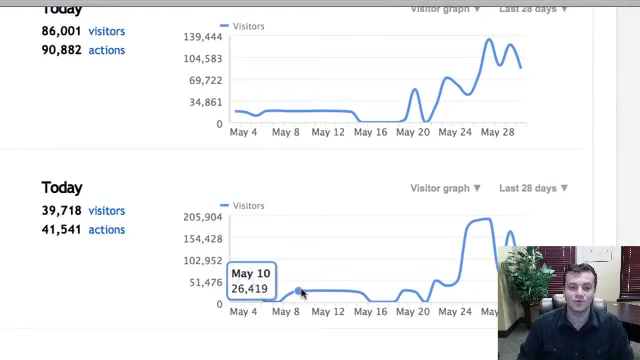 Today
86,001 visitors
90,882 actions
Visitor graph ▼ Last 28 days ▼
Visitors
139,444
104,583
69,722
34,861
0
May 4 May 8 May 12 May 16 May 20 May 24 May 28
Today
39,718 visitors
41,541 actions
Visitor graph ▼ Last 28 days ▼
Visitors
205,904
154,428
102,952
51,476
0
May 10
26,419
May 4 May 8 May 12 May 16 May 20 May 24 May